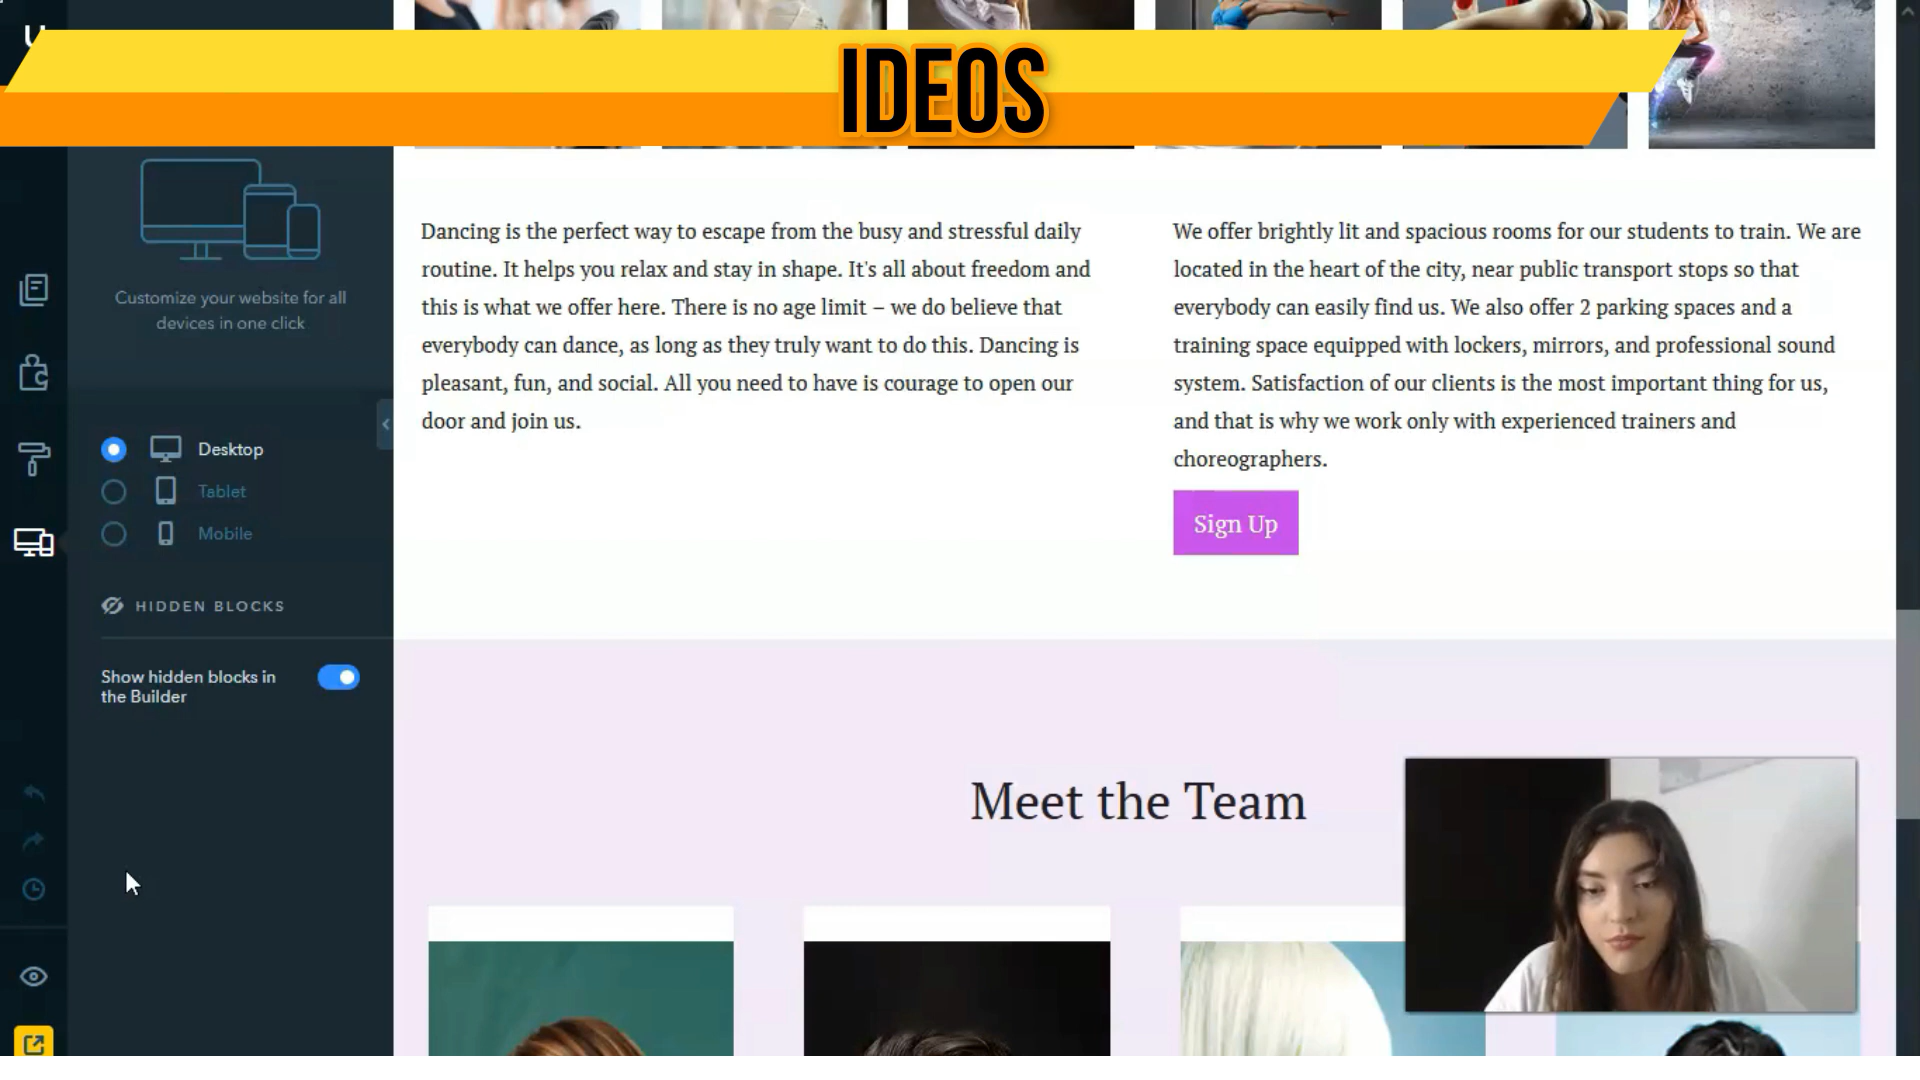 IDEOS
Customize your website for all
devices in one click
Desktop
Tablet
Mobile
HIDDEN BLOCKS
Show hidden blocks in
the Builder
Dancing is the perfect way to escape from the busy and stressful daily
routine. It helps you relax and stay in shape. It's all about freedom and
this is what we offer here. There is no age limit – we do believe that
everybody can dance, as long as they truly want to do this. Dancing is
pleasant, fun, and social. All you need to have is courage to open our
door and join us.
We offer brightly lit and spacious rooms for our students to train. We are
located in the heart of the city, near public transport stops so that
everybody can easily find us. We also offer 2 parking spaces and a
training space equipped with lockers, mirrors, and professional sound
system. Satisfaction of our clients is the most important thing for us,
and that is why we work only with experienced trainers and
choreographers.
Sign Up
Meet the Team